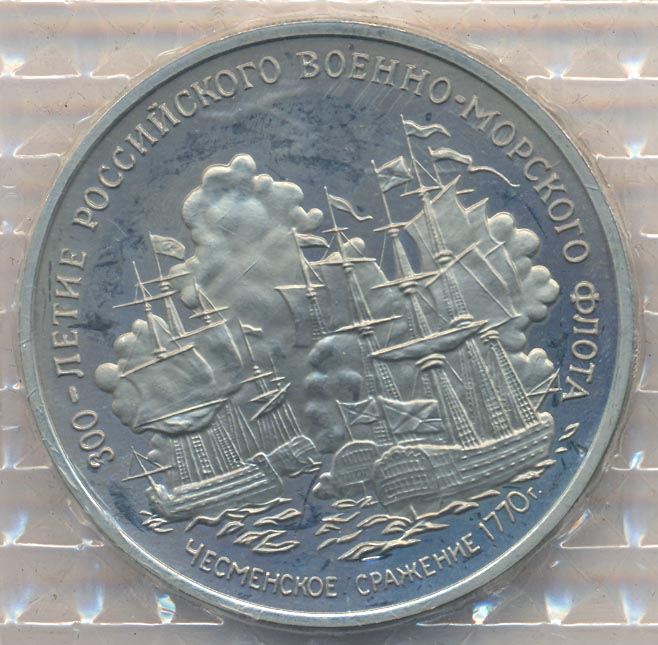 300-ЛЕТИЕ РОССИЙСКОГО ВОЕННО-МОРСКОГО ФЛОТА
ЧЕСМЕНСКОЕ СРАЖЕНИЕ 1770г.